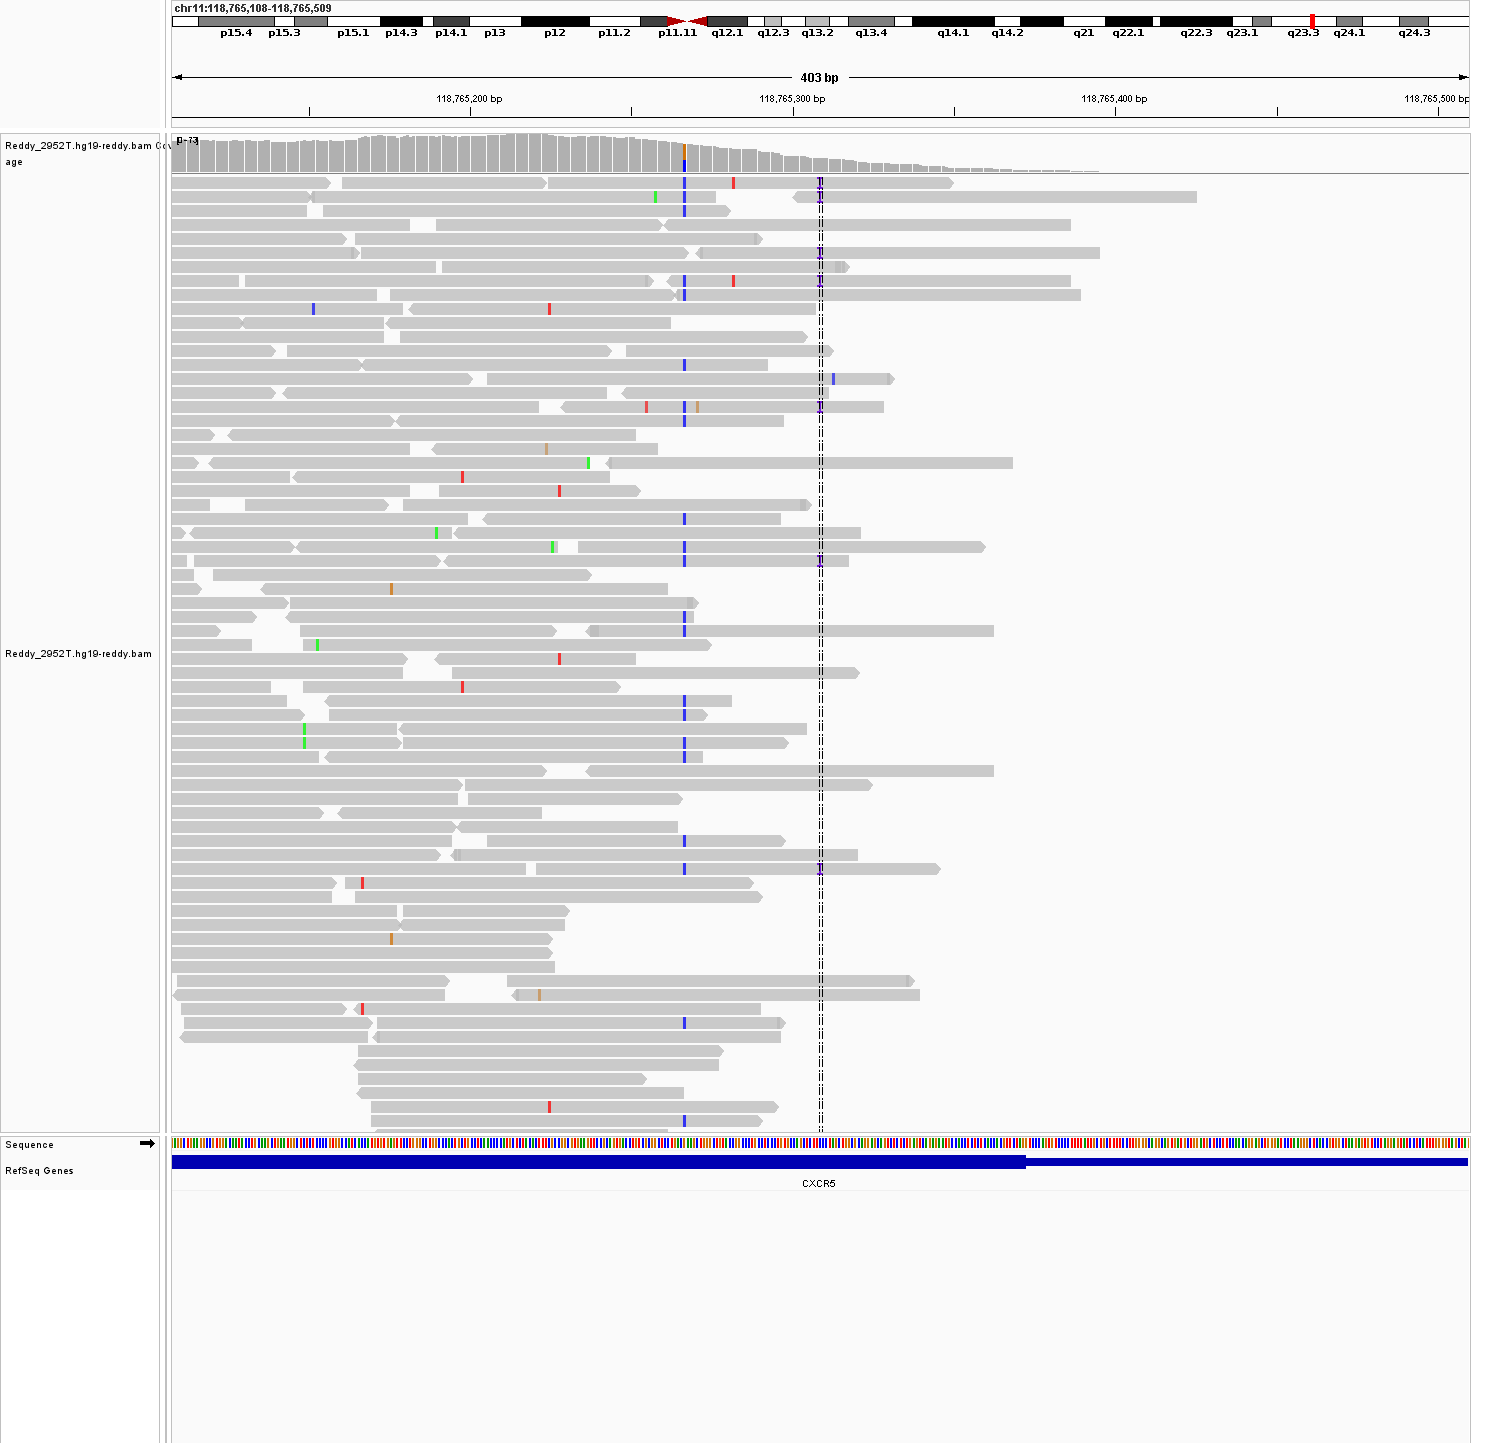 chr11:118,765,108-118,765,509
p15.4 p15.3 p15.1 p14.3 p14.1 p13 p12 p11.2 p11.11 q12.1 q12.3 q13.2 q13.4 q14.1 q14.2 q21 q22.1 q22.3 q23.1 q23.3 q24.1 q24.3
403 bp
118,765,200 bp 118,765,300 bp 118,765,400 bp 118,765,500 bp
Reddy_2952T.hg19-reddy.bam Cov
age
Reddy_2952T.hg19-reddy.bam
Sequence
RefSeq Genes
CXCR5